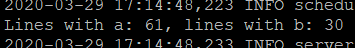 2020-03-29 17:14:48,223 INFO schedu
Lines with a: 61, lines with b: 30
2020-03-29 17:14:48,233 INFO server